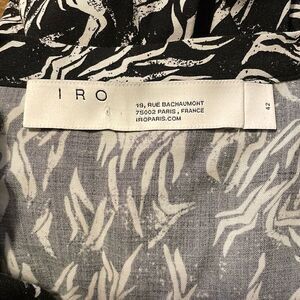 IRO
19, RUE BACHAUMONT
75002 PARIS, FRANCE
IROPARIS.COM
42